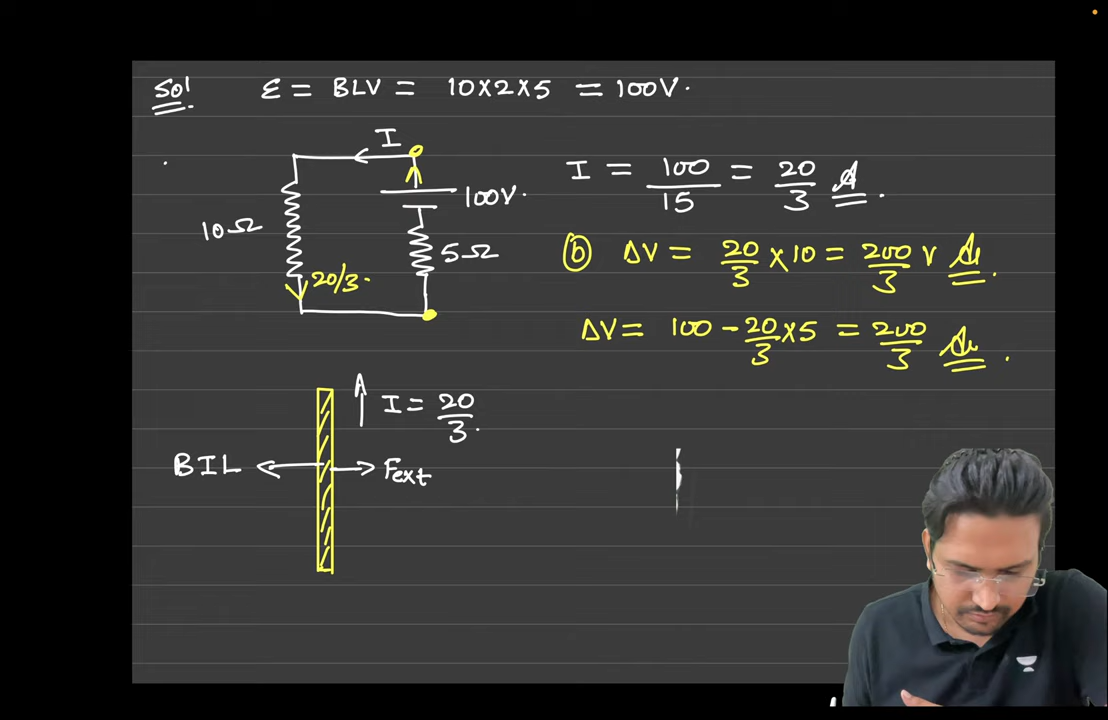 Sol ε = BLV = 10×2×5 = 100V.
I
10Ω
100V.
5Ω
20/3.
I = 100/15 = 20/3 A.
(b) ΔV = 20/3 × 10 = 200/3 V Ans.
ΔV = 100 - 20/3 × 5 = 200/3 Ans.
I = 20/3.
BIL
Fext